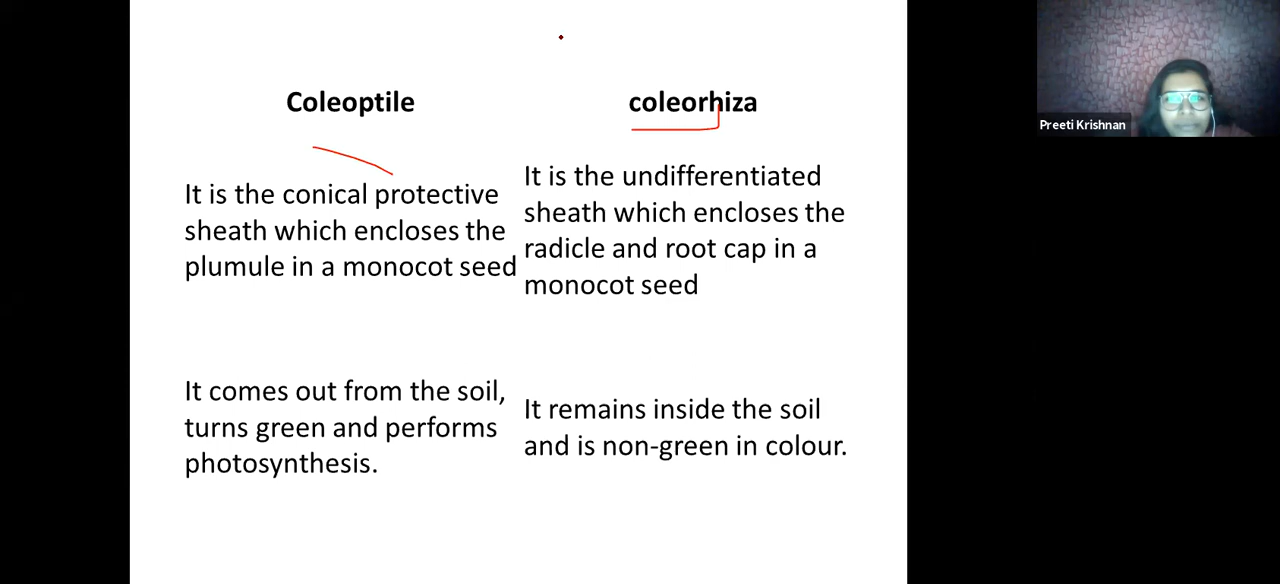 Coleoptile
coleorhiza
It is the conical protective
sheath which encloses the
plumule in a monocot seed
It is the undifferentiated
sheath which encloses the
radicle and root cap in a
monocot seed
It comes out from the soil,
turns green and performs
photosynthesis.
It remains inside the soil
and is non-green in colour.
Preeti Krishnan